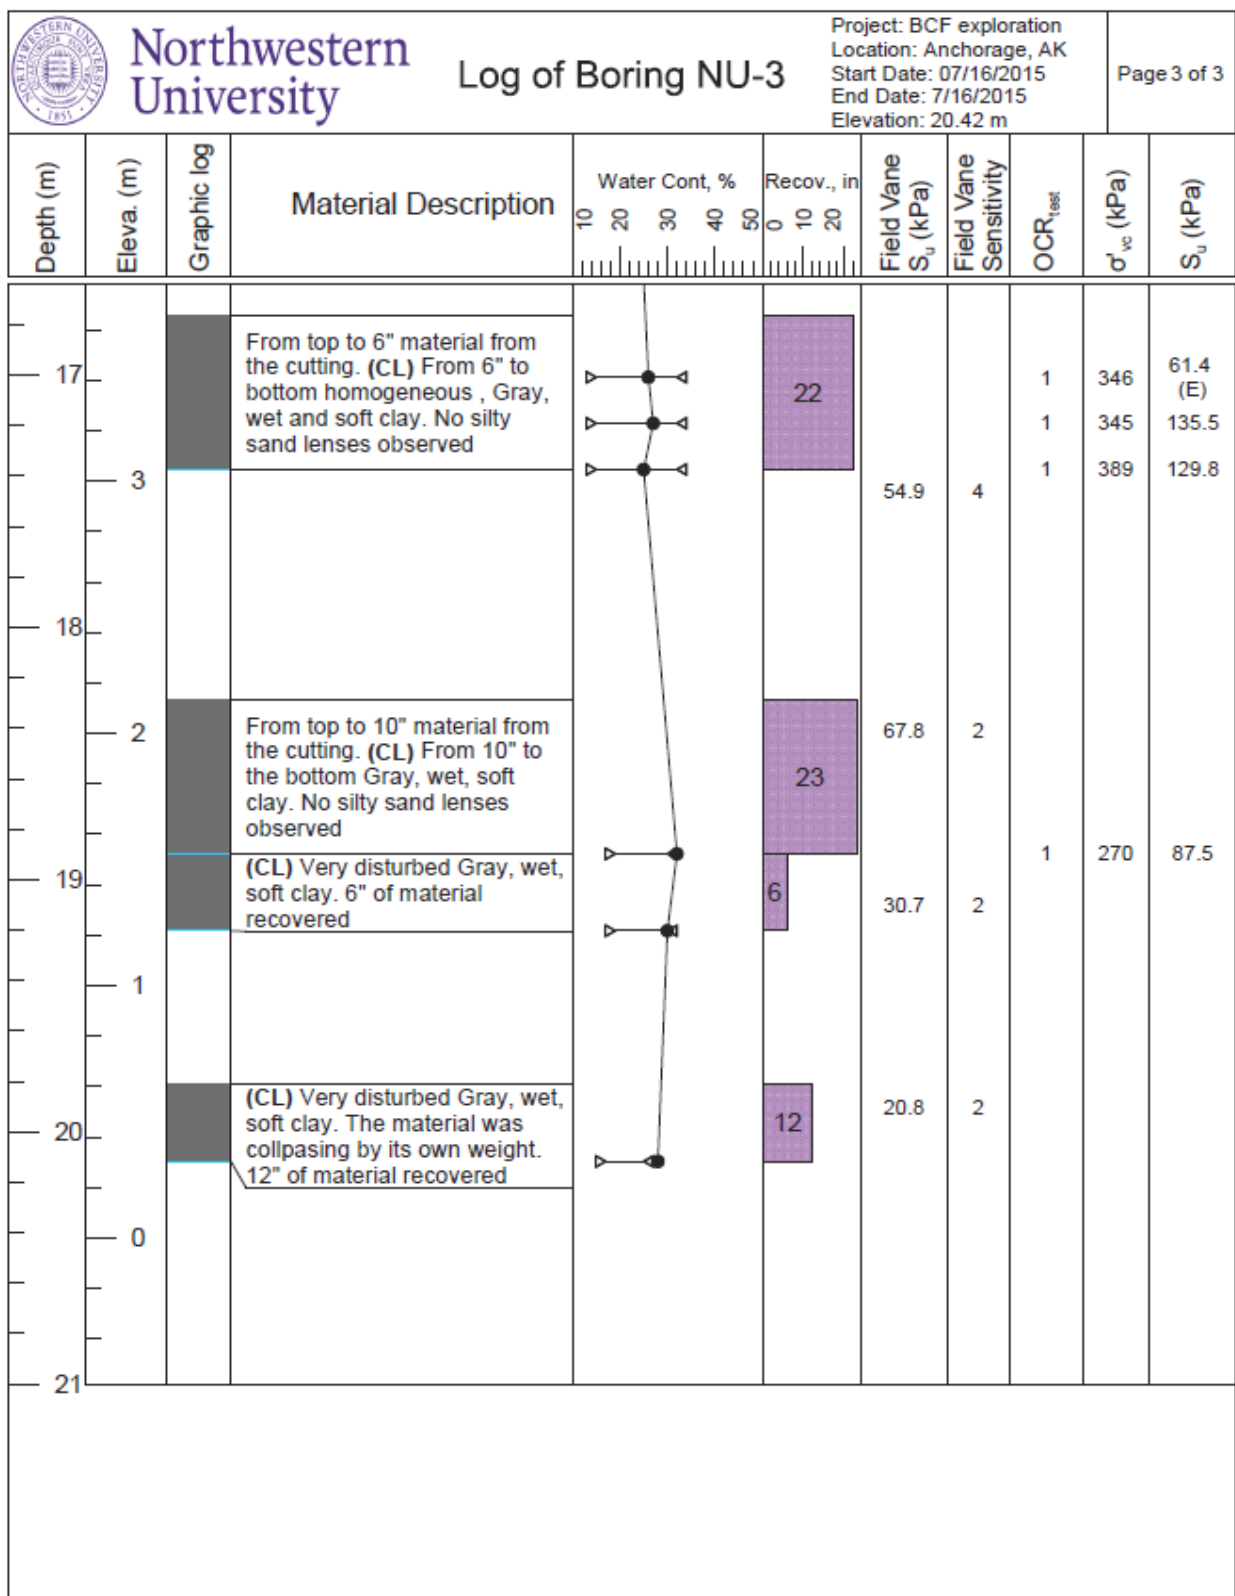 Northwestern
University
Log of Boring NU-3
Project: BCF exploration
Location: Anchorage, AK
Start Date: 07/16/2015
End Date: 7/16/2015
Elevation: 20.42 m
Page 3 of 3
NORTHWESTERN UNIVERSITY
1851
Depth (m)
Eleva. (m)
Graphic log
Material Description
Water Cont, %
10 20 30 40 50
Recov., in
0 10 20
Field Vane
Su (kPa)
Field Vane
Sensitivity
OCRtest
σ'vc (kPa)
Su (kPa)
From top to 6" material from
the cutting. (CL) From 6" to
bottom homogeneous , Gray,
wet and soft clay. No silty
sand lenses observed
17
22
1 346 61.4
(E)
1 345 135.5
1 389 129.8
3
54.9 4
18
2
From top to 10" material from
the cutting. (CL) From 10" to
the bottom Gray, wet, soft
clay. No silty sand lenses
observed
67.8 2
23
1 270 87.5
19
(CL) Very disturbed Gray, wet,
soft clay. 6" of material
recovered
6
30.7 2
1
(CL) Very disturbed Gray, wet,
soft clay. The material was
collpasing by its own weight.
12" of material recovered
20
12
20.8 2
0
21